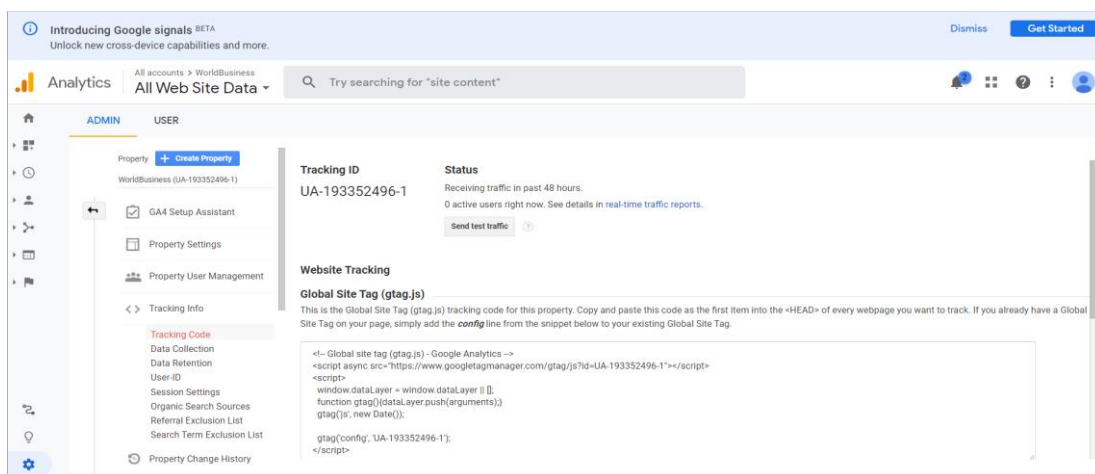 Introducing Google signals BETA
Unlock new cross-device capabilities and more.
Dismiss
Get Started
Analytics
All accounts > WorldBusiness
All Web Site Data
Try searching for "site content"
2
ADMIN
USER
Property
+ Create Property
WorldBusiness (UA-193352496-1)
GA4 Setup Assistant
Property Settings
Property User Management
Tracking Info
Tracking Code
Data Collection
Data Retention
User-ID
Session Settings
Organic Search Sources
Referral Exclusion List
Search Term Exclusion List
Property Change History
Tracking ID
UA-193352496-1
Status
Receiving traffic in past 48 hours.
0 active users right now. See details in real-time traffic reports.
Send test traffic
Website Tracking
Global Site Tag (gtag.js)
This is the Global Site Tag (gtag.js) tracking code for this property. Copy and paste this code as the first item into the <HEAD> of every webpage you want to track. If you already have a Global
Site Tag on your page, simply add the config line from the snippet below to your existing Global Site Tag.
<!-- Global site tag (gtag.js) - Google Analytics -->
<script async src="https://www.googletagmanager.com/gtag/js?id=UA-193352496-1"></script>
<script>
window.dataLayer = window.dataLayer || [];
function gtag(){dataLayer.push(arguments);}
gtag('js', new Date());
gtag('config', 'UA-193352496-1');
</script>